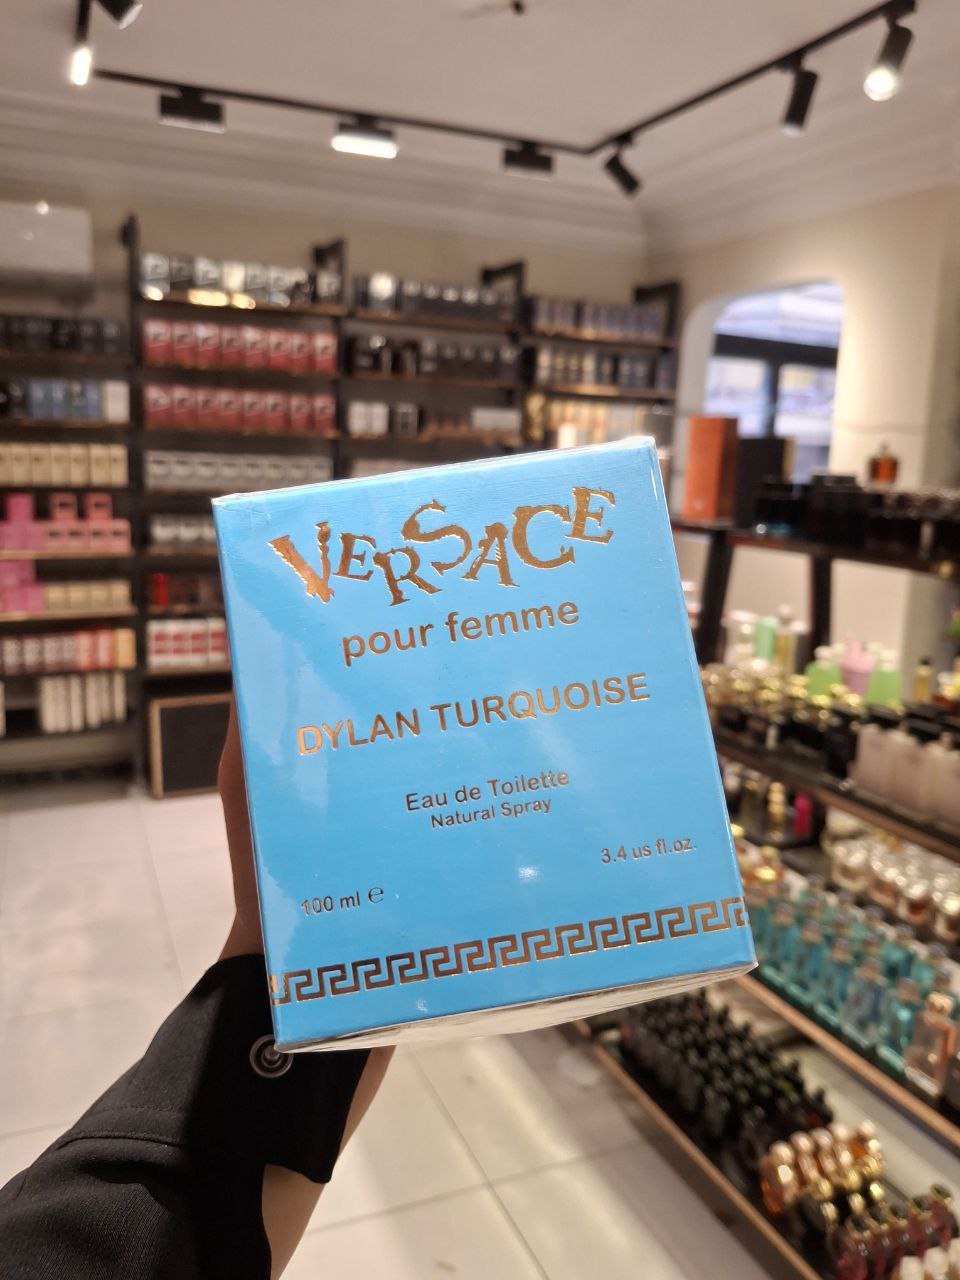 VERSACE
pour femme
DYLAN TURQUOISE
Eau de Toilette
Natural Spray
3.4 us fl.oz.
100 ml ℮